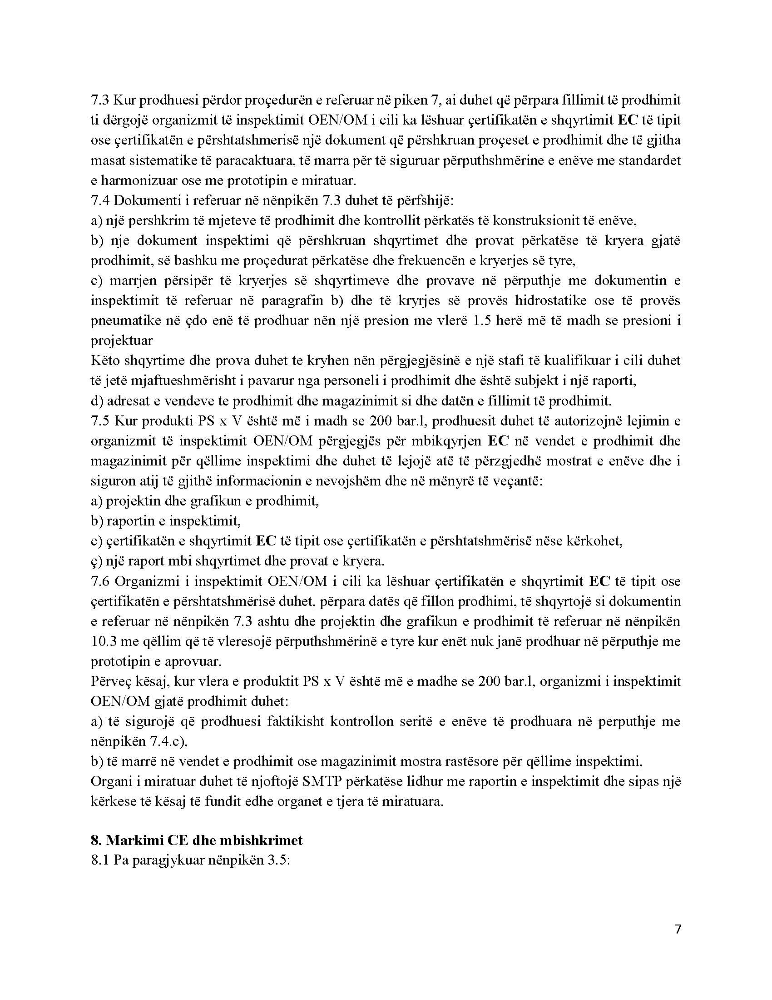 7.3 Kur prodhuesi përdor proçedurën e referuar në piken 7, ai duhet që përpara fillimit të prodhimit
ti dërgojë organizmit të inspektimit OEN/OM i cili ka lëshuar çertifikatën e shqyrtimit EC të tipit
ose çertifikatën e përshtatshmerisë një dokument që përshkruan proçeset e prodhimit dhe të gjitha
masat sistematike të paracaktuara, të marra për të siguruar përputhshmërine e enëve me standardet
e harmonizuar ose me prototipin e miratuar.
7.4 Dokumenti i referuar në nënpikën 7.3 duhet të përfshijë:
a) një pershkrim të mjeteve të prodhimit dhe kontrollit përkatës të konstruksionit të enëve,
b) nje dokument inspektimi që përshkruan shqyrtimet dhe provat përkatëse të kryera gjatë
prodhimit, së bashku me proçedurat përkatëse dhe frekuencën e kryerjes së tyre,
c) marrjen përsipër të kryerjes së shqyrtimeve dhe provave në përputhje me dokumentin e
inspektimit të referuar në paragrafin b) dhe të kryrjes së provës hidrostatike ose të provës
pneumatike në çdo enë të prodhuar nën një presion me vlerë 1.5 herë më të madh se presioni i
projektuar
Këto shqyrtime dhe prova duhet te kryhen nën përgjegjësinë e një stafi të kualifikuar i cili duhet
të jetë mjaftueshmërisht i pavarur nga personeli i prodhimit dhe është subjekt i një raporti,
d) adresat e vendeve te prodhimit dhe magazinimit si dhe datën e fillimit të prodhimit.
7.5 Kur produkti PS x V është më i madh se 200 bar.l, prodhuesit duhet të autorizojnë lejimin e
organizmit të inspektimit OEN/OM përgjegjës për mbikqyrjen EC në vendet e prodhimit dhe
magazinimit për qëllime inspektimi dhe duhet të lejojë atë të përzgjedhë mostrat e enëve dhe i
siguron atij të gjithë informacionin e nevojshëm dhe në mënyrë të veçantë:
a) projektin dhe grafikun e prodhimit,
b) raportin e inspektimit,
c) çertifikatën e shqyrtimit EC të tipit ose çertifikatën e përshtatshmërisë nëse kërkohet,
ç) një raport mbi shqyrtimet dhe provat e kryera.
7.6 Organizmi i inspektimit OEN/OM i cili ka lëshuar çertifikatën e shqyrtimit EC të tipit ose
çertifikatën e përshtatshmërisë duhet, përpara datës që fillon prodhimi, të shqyrtojë si dokumentin
e referuar në nënpikën 7.3 ashtu dhe projektin dhe grafikun e prodhimit të referuar në nënpikën
10.3 me qëllim që të vleresojë përputhshmërinë e tyre kur enët nuk janë prodhuar në përputhje me
prototipin e aprovuar.
Përveç kësaj, kur vlera e produktit PS x V është më e madhe se 200 bar.l, organizmi i inspektimit
OEN/OM gjatë prodhimit duhet:
a) të sigurojë që prodhuesi faktikisht kontrollon seritë e enëve të prodhuara në perputhje me
nënpikën 7.4.c),
b) të marrë në vendet e prodhimit ose magazinimit mostra rastësore për qëllime inspektimi,
Organi i miratuar duhet të njoftojë SMTP përkatëse lidhur me raportin e inspektimit dhe sipas një
kërkese të kësaj të fundit edhe organet e tjera të miratuara.
8. Markimi CE dhe mbishkrimet
8.1 Pa paragjykuar nënpikën 3.5:
7